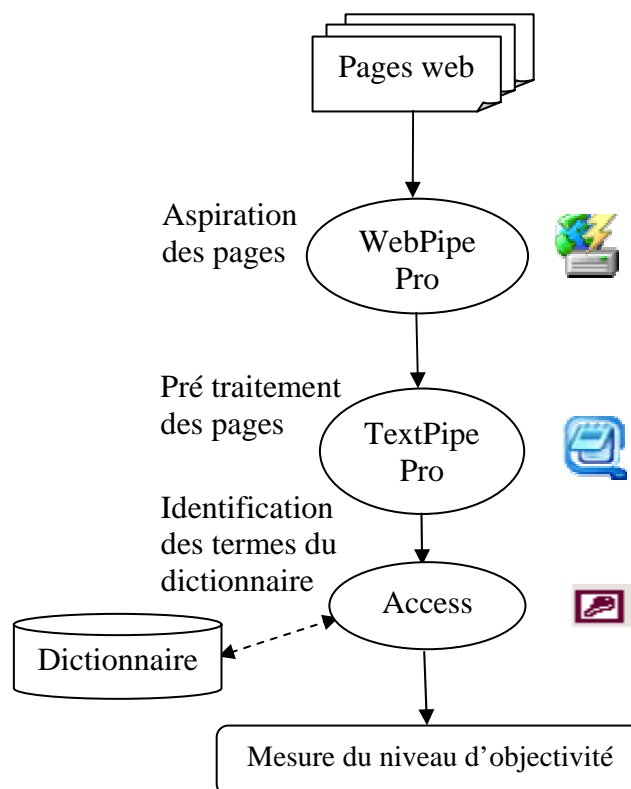 Pages web
Aspiration
des pages
WebPipe
Pro
Pré traitement
des pages
TextPipe
Pro
Identification
des termes du
dictionnaire
Access
Dictionnaire
Mesure du niveau d’objectivité